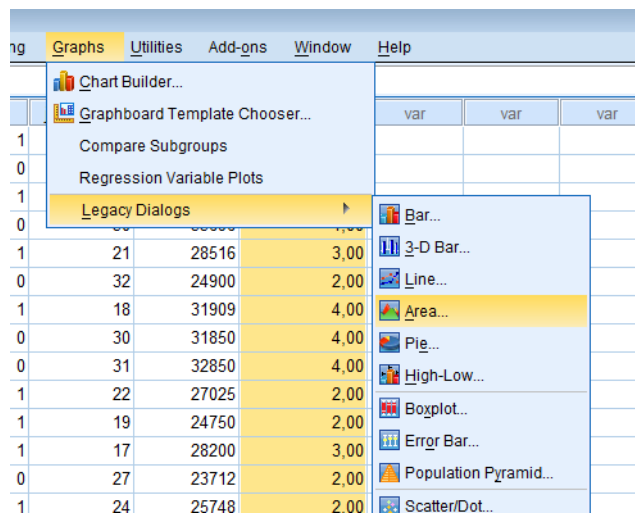 ng Graphs Utilities Add-ons Window Help
Chart Builder...
Graphboard Template Chooser...
Compare Subgroups
Regression Variable Plots
Legacy Dialogs
Bar...
3-D Bar...
Line...
Area...
Pie...
High-Low...
Boxplot...
Error Bar...
Population Pyramid...
Scatter/Dot...
var var var
1
0
1
0
1 21 28516 3,00
0 32 24900 2,00
1 18 31909 4,00
0 30 31850 4,00
0 31 32850 4,00
1 22 27025 2,00
1 19 24750 2,00
1 17 28200 3,00
0 27 23712 2,00
1 24 25748 2,00